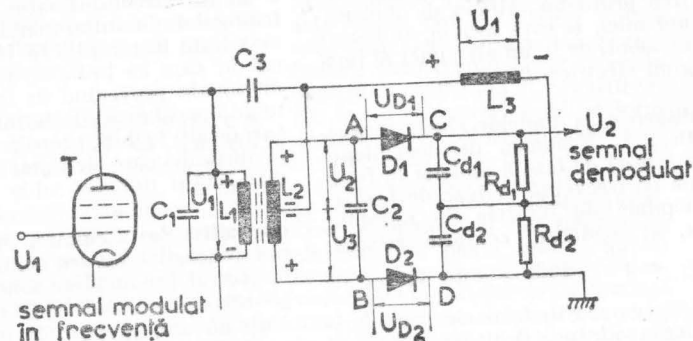 U1
+ -
C3
L3
UD1
A
C
U2
semnal
demodulat
D1
T
+
+
L2
U2
Cd1
Rd1
C1
U1
L1
-
=
C2
U3
Cd2
Rd2
U1
-
+
D2
B
D
UD2
semnal modulat
în frecvență